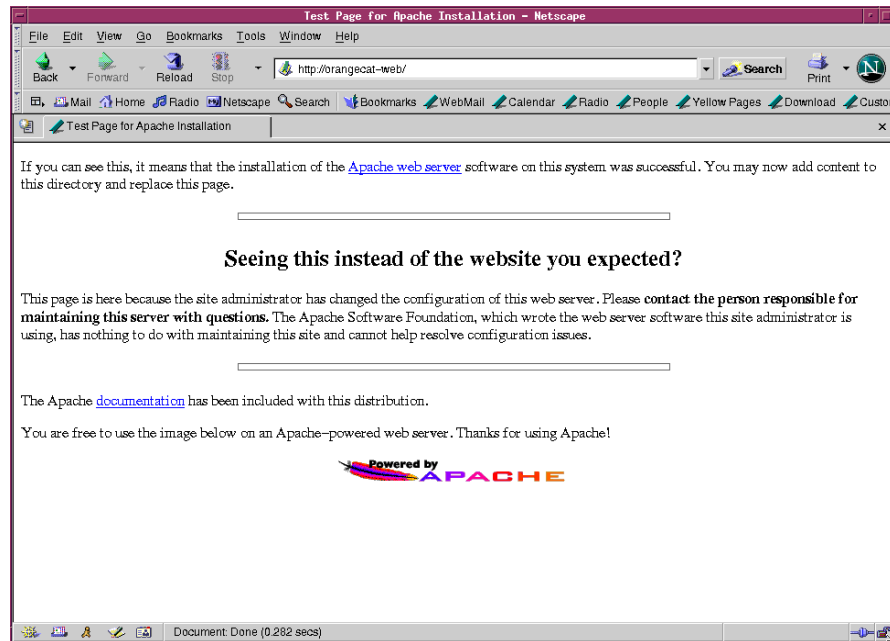 Test Page for Apache Installation - Netscape
File Edit View Go Bookmarks Tools Window Help
Back Forward Reload Stop http://orangecat-web/ Search Print N
Mail Home Radio Netscape Search Bookmarks WebMail Calendar Radio People Yellow Pages Download Custo
Test Page for Apache Installation
If you can see this, it means that the installation of the Apache web server software on this system was successful. You may now add content to
this directory and replace this page.
Seeing this instead of the website you expected?
This page is here because the site administrator has changed the configuration of this web server. Please contact the person responsible for
maintaining this server with questions. The Apache Software Foundation, which wrote the web server software this site administrator is
using, has nothing to do with maintaining this site and cannot help resolve configuration issues.
The Apache documentation has been included with this distribution.
You are free to use the image below on an Apache-powered web server. Thanks for using Apache!
Powered by
APACHE
Document: Done (0.282 secs)